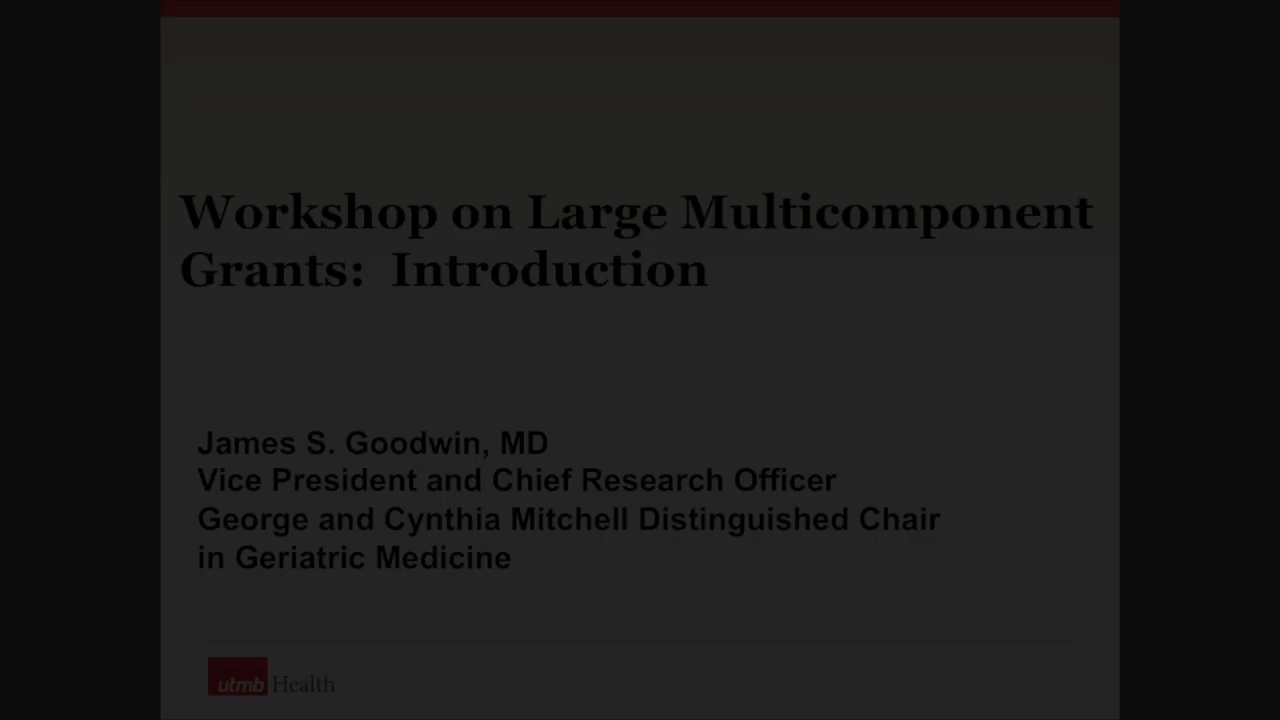 Workshop on Large Multicomponent
Grants: Introduction
James S. Goodwin, MD
Vice President and Chief Research Officer
George and Cynthia Mitchell Distinguished Chair
in Geriatric Medicine
utmb Health